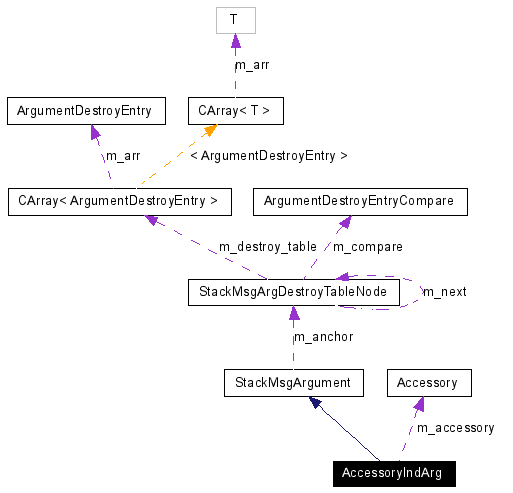 T
m_arr
ArgumentDestroyEntry
CArray< T >
m_arr
< ArgumentDestroyEntry >
CArray< ArgumentDestroyEntry >
ArgumentDestroyEntryCompare
m_destroy_table
m_compare
StackMsgArgDestroyTableNode
m_next
m_anchor
StackMsgArgument
Accessory
m_accessory
AccessoryIndArg